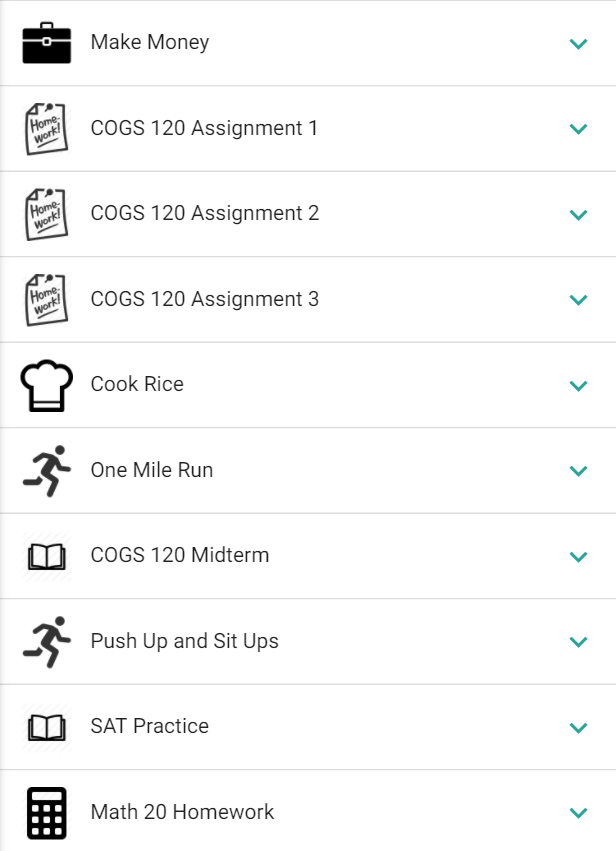 Make Money
Home-
work!
COGS 120 Assignment 1
Home-
work!
COGS 120 Assignment 2
Home-
work!
COGS 120 Assignment 3
Cook Rice
One Mile Run
COGS 120 Midterm
Push Up and Sit Ups
SAT Practice
Math 20 Homework